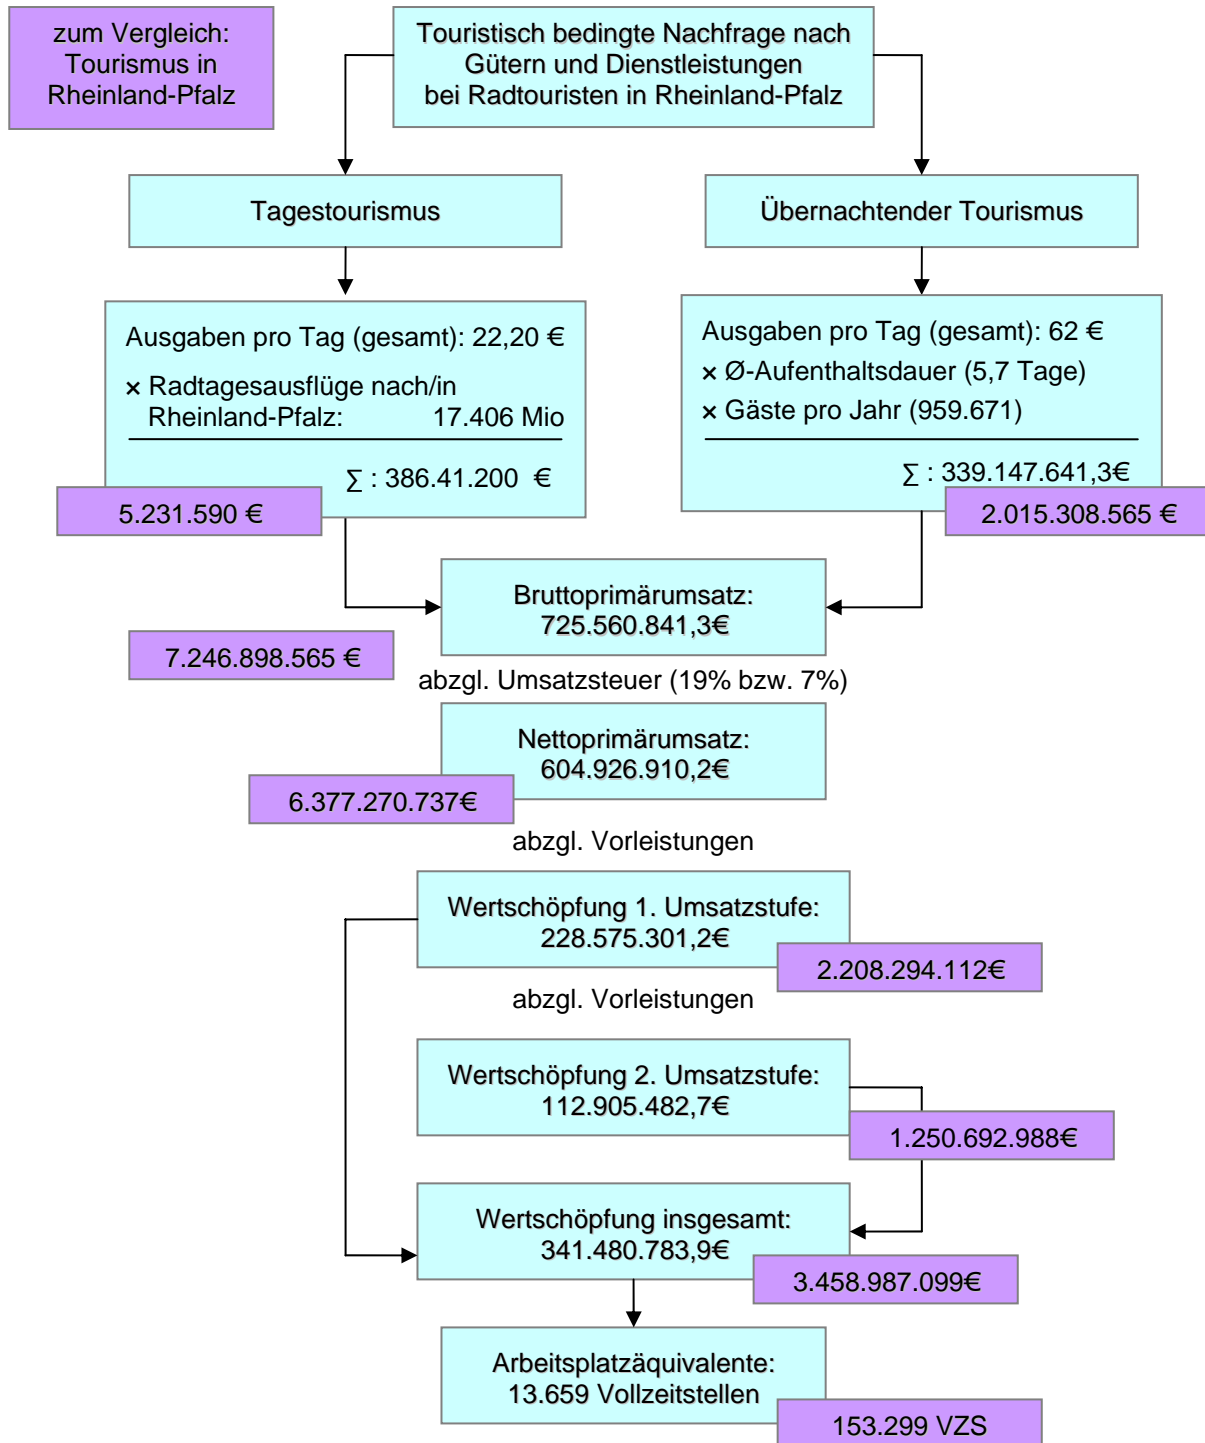 zum Vergleich:
Tourismus in
Rheinland-Pfalz
Touristisch bedingte Nachfrage nach
Gütern und Dienstleistungen
bei Radtouristen in Rheinland-Pfalz
Tagestourismus
Übernachtender Tourismus
Ausgaben pro Tag (gesamt): 22,20 €
× Radtagesausflüge nach/in
Rheinland-Pfalz: 17.406 Mio
∑ : 386.41.200 €
5.231.590 €
Ausgaben pro Tag (gesamt): 62 €
× Ø-Aufenthaltsdauer (5,7 Tage)
× Gäste pro Jahr (959.671)
∑ : 339.147.641,3€
2.015.308.565 €
Bruttoprimärumsatz:
725.560.841,3€
7.246.898.565 €
abzgl. Umsatzsteuer (19% bzw. 7%)
Nettoprimärumsatz:
604.926.910,2€
6.377.270.737€
abzgl. Vorleistungen
Wertschöpfung 1. Umsatzstufe:
228.575.301,2€
2.208.294.112€
abzgl. Vorleistungen
Wertschöpfung 2. Umsatzstufe:
112.905.482,7€
1.250.692.988€
Wertschöpfung insgesamt:
341.480.783,9€
3.458.987.099€
Arbeitsplatzäquivalente:
13.659 Vollzeitstellen
153.299 VZS